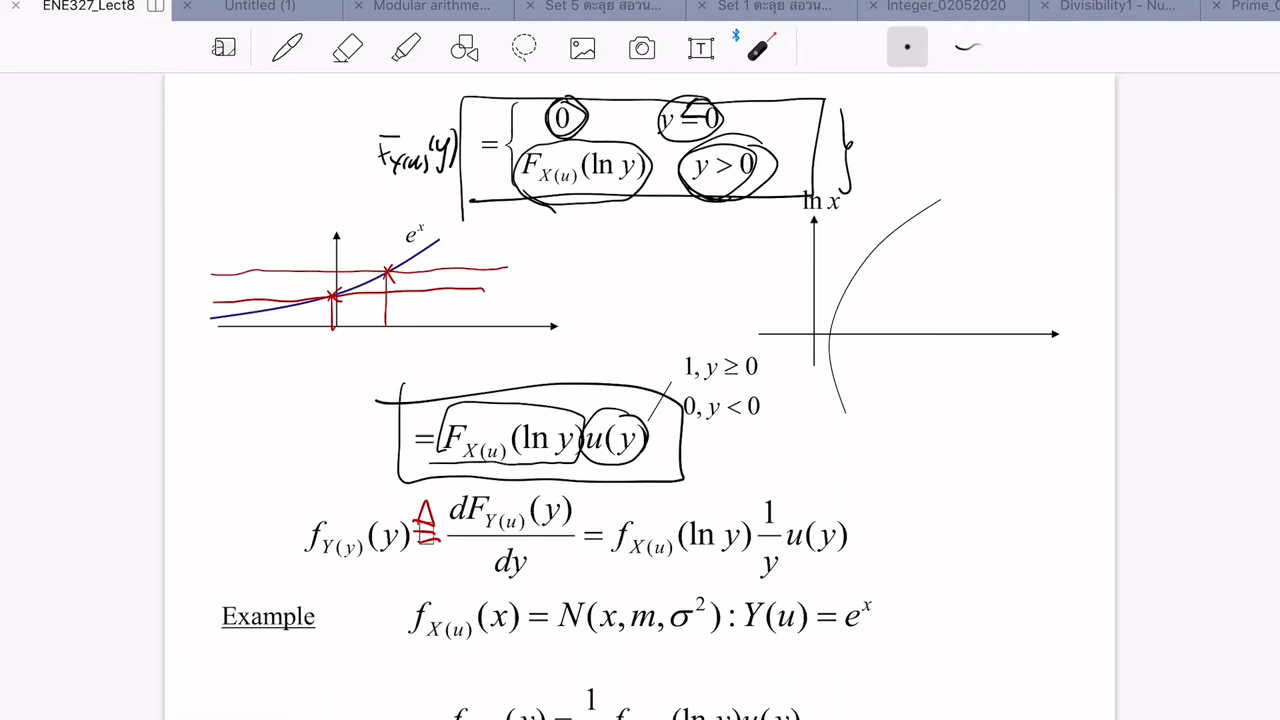 ENE327_Lect8 Untitled (1) Modular arithme... Set 5 ตะลุย สอวน... Set 1 ตะลุย สอวน... Integer_02052020 Divisibility1 - Nu... Prime_0
F_{Y(u)}(y) = { 0 y = 0
F_{X(u)}(ln y) y > 0
ln x
e^x
1, y ≥ 0
0, y < 0
= F_{X(u)}(ln y)u(y)
f_{Y(y)}(y) ≜ dF_{Y(u)}(y)/dy = f_{X(u)}(ln y) 1/y u(y)
Example f_{X(u)}(x) = N(x, m, σ²) : Y(u) = e^x